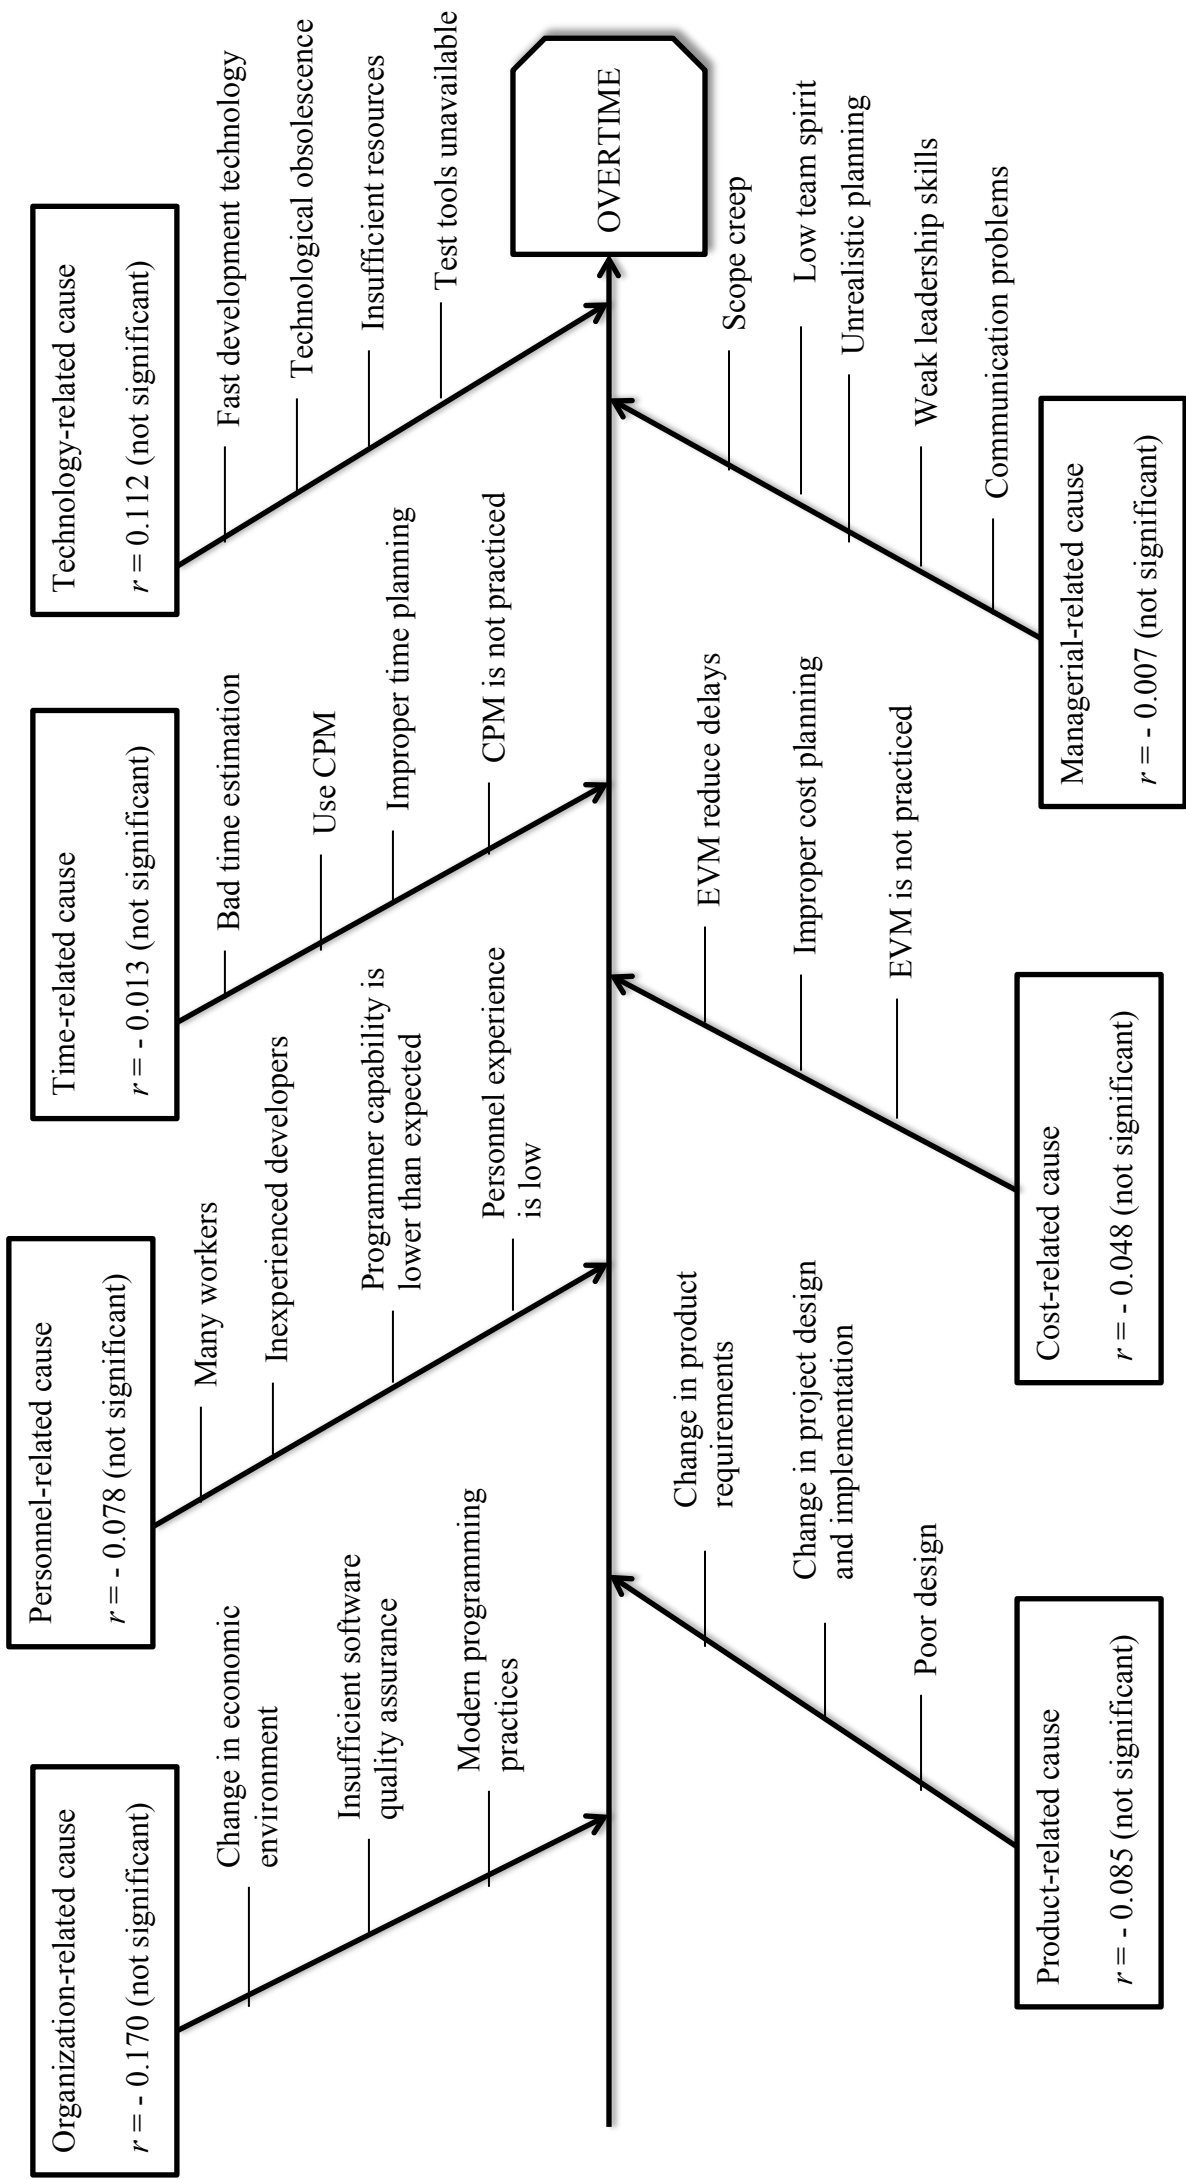 Organization-related cause
r = - 0.170 (not significant)
Change in economic
environment
Insufficient software
quality assurance
Modern programming
practices
Personnel-related cause
r = - 0.078 (not significant)
Many workers
Inexperienced developers
Programmer capability is
lower than expected
Personnel experience
is low
Time-related cause
r = - 0.013 (not significant)
Bad time estimation
Use CPM
Improper time planning
CPM is not practiced
Technology-related cause
r = 0.112 (not significant)
Fast development technology
Technological obsolescence
Insufficient resources
Test tools unavailable
OVERTIME
Change in product
requirements
Change in project design
and implementation
Poor design
Product-related cause
r = - 0.085 (not significant)
EVM reduce delays
Improper cost planning
EVM is not practiced
Cost-related cause
r = - 0.048 (not significant)
Scope creep
Low team spirit
Unrealistic planning
Weak leadership skills
Communication problems
Managerial-related cause
r = - 0.007 (not significant)